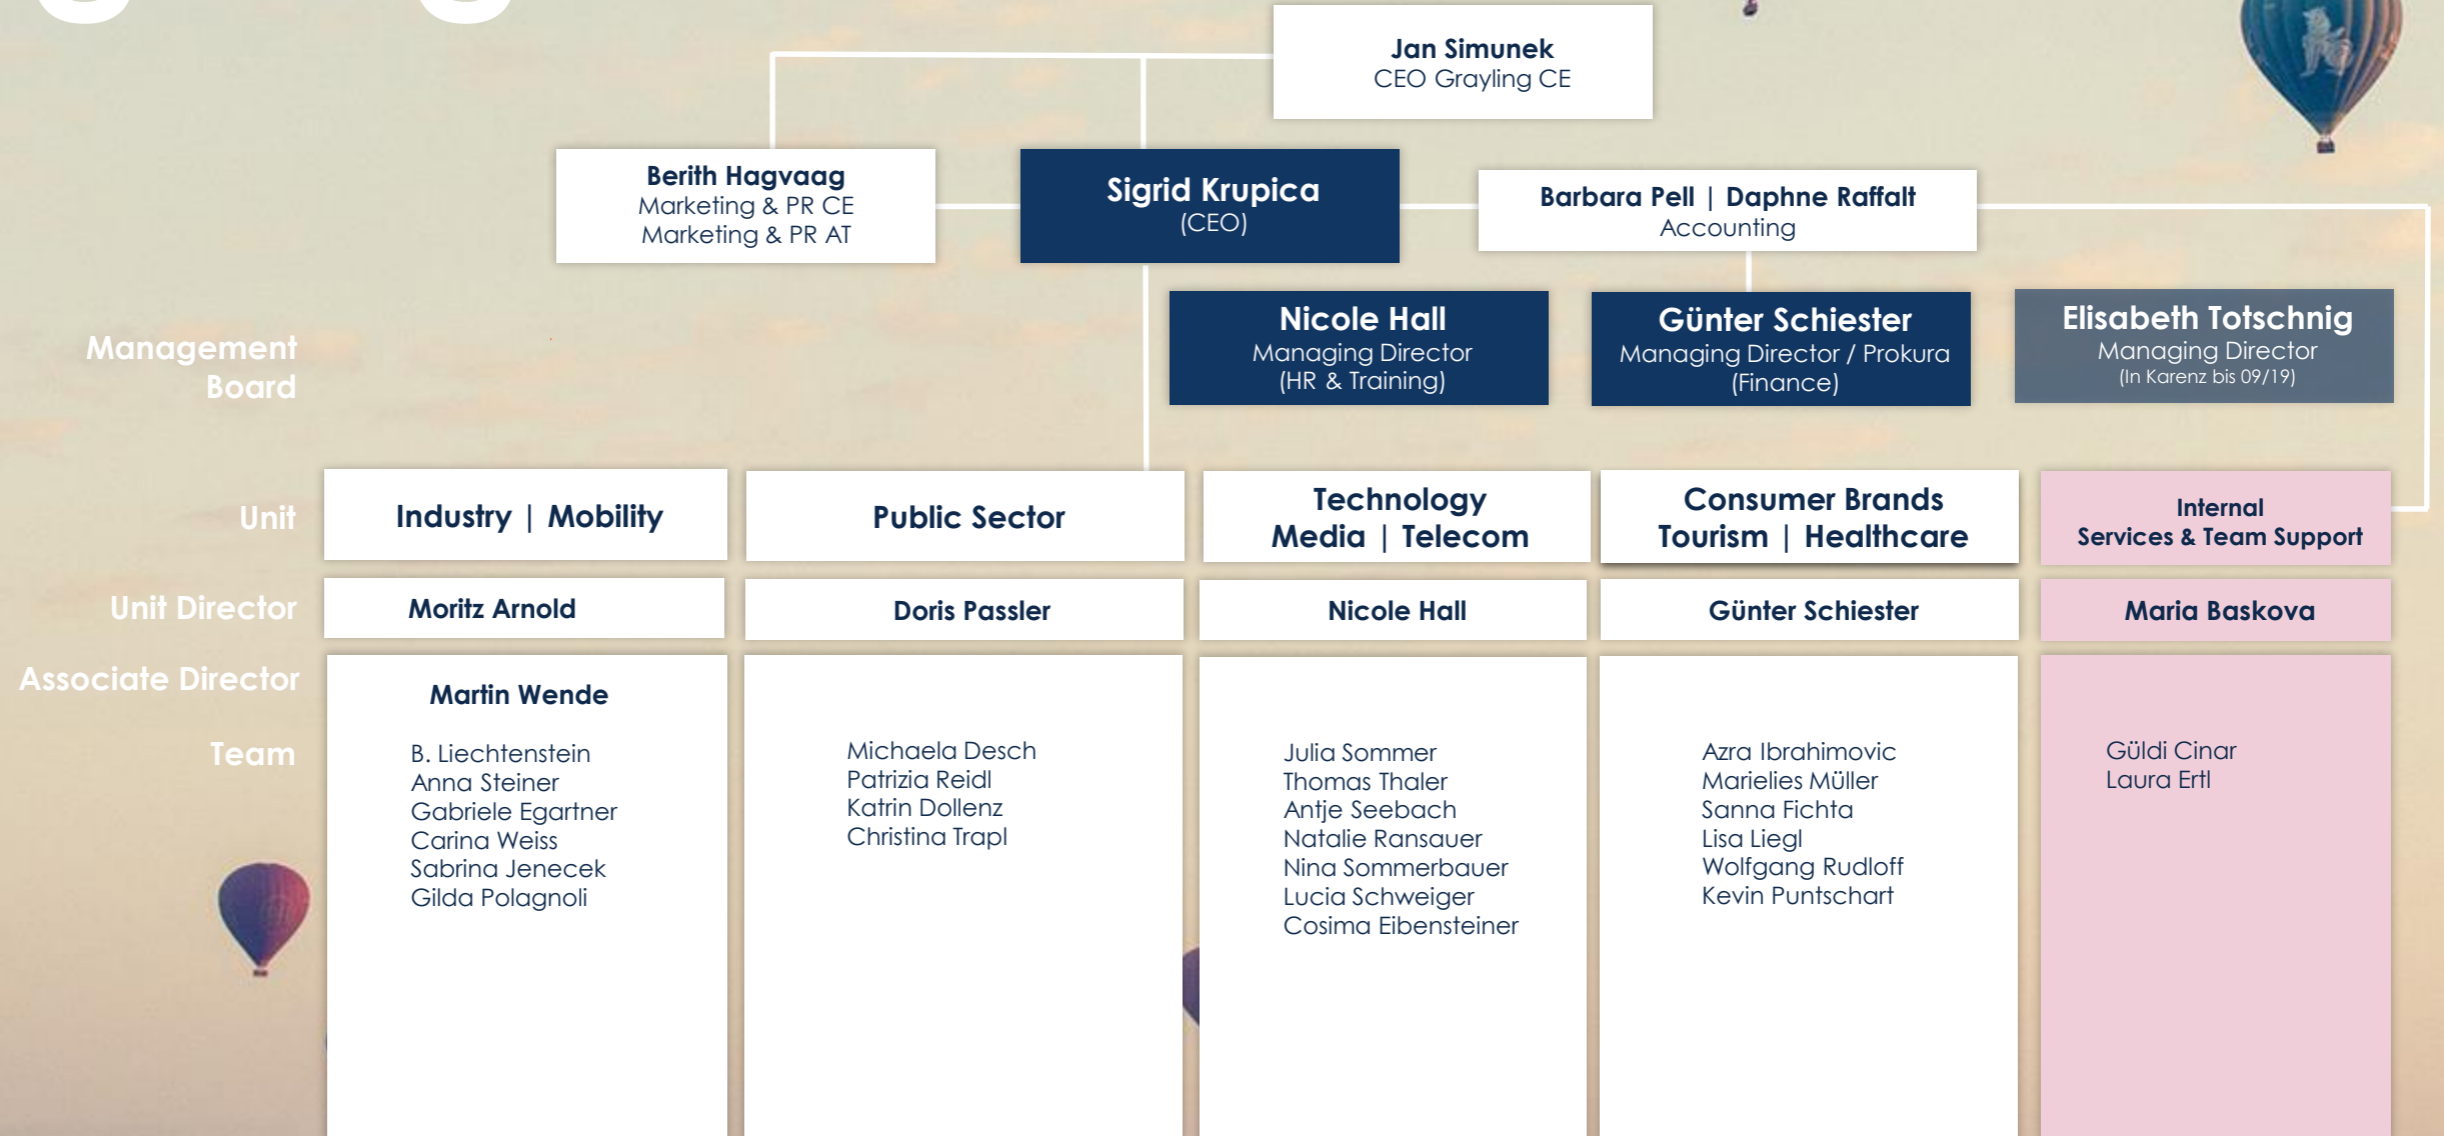 Jan Simunek
CEO Grayling CE
Berith Hagvaag
Marketing & PR CE
Marketing & PR AT
Sigrid Krupica
(CEO)
Barbara Pell | Daphne Raffalt
Accounting
Management
Board
Nicole Hall
Managing Director
(HR & Training)
Günter Schiester
Managing Director / Prokura
(Finance)
Elisabeth Totschnig
Managing Director
(In Karenz bis 09/19)
Unit
Industry | Mobility
Public Sector
Technology
Media | Telecom
Consumer Brands
Tourism | Healthcare
Internal
Services & Team Support
Unit Director
Moritz Arnold
Doris Passler
Nicole Hall
Günter Schiester
Maria Baskova
Associate Director
Martin Wende
Team
B. Liechtenstein
Anna Steiner
Gabriele Egartner
Carina Weiss
Sabrina Jenecek
Gilda Polagnoli
Michaela Desch
Patrizia Reidl
Katrin Dollenz
Christina Trapl
Julia Sommer
Thomas Thaler
Antje Seebach
Natalie Ransauer
Nina Sommerbauer
Lucia Schweiger
Cosima Eibensteiner
Azra Ibrahimovic
Marielies Müller
Sanna Fichta
Lisa Liegl
Wolfgang Rudloff
Kevin Puntschart
Güldi Cinar
Laura Ertl